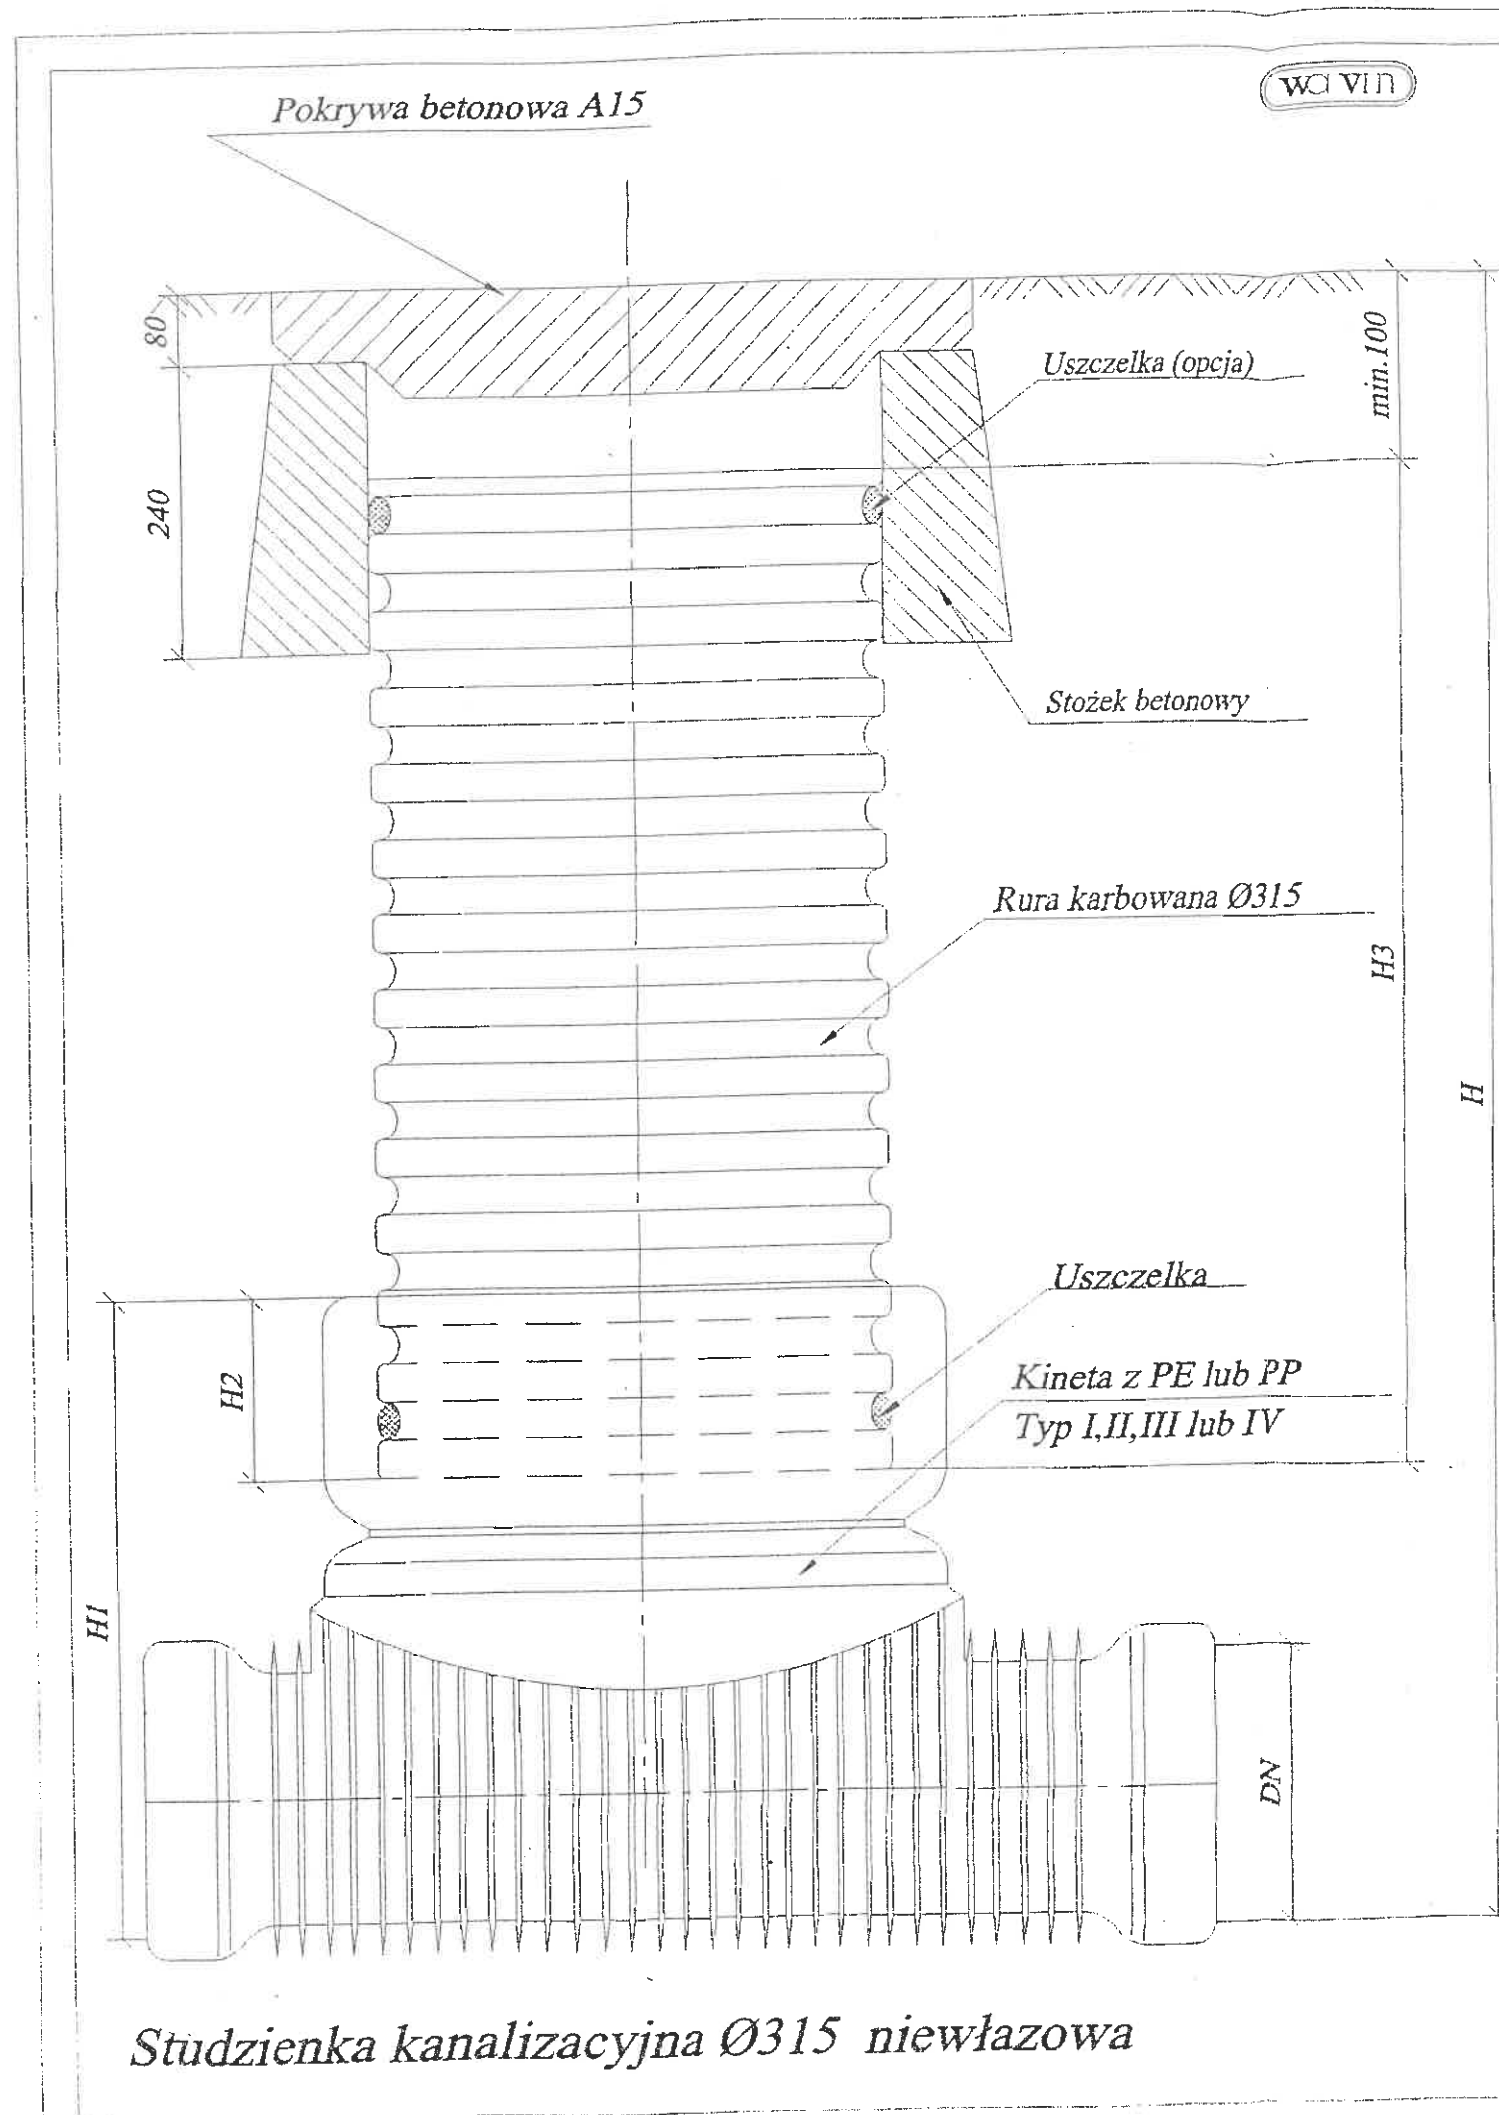 wavin
Pokrywa betonowa A15
80
min.100
Uszczelka (opcja)
240
Stożek betonowy
Rura karbowana Ø315
H3
H
Uszczelka
H2
Kineta z PE lub PP
Typ I,II,III lub IV
H1
DN
Studzienka kanalizacyjna Ø315 niewłazowa